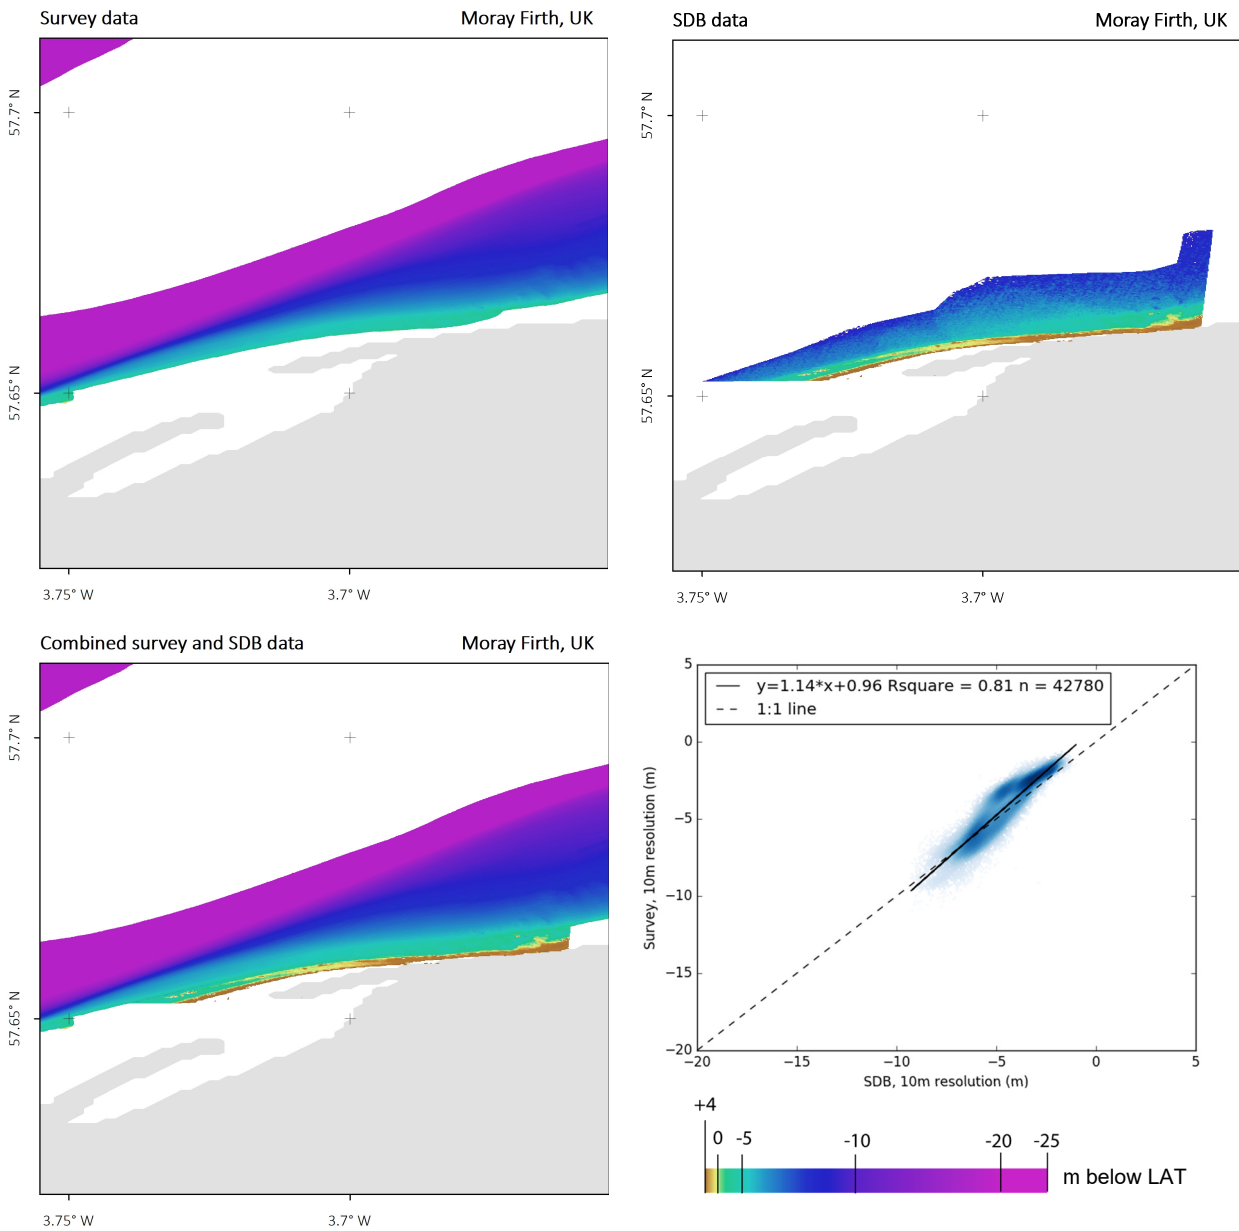 Survey data Moray Firth, UK
57.7° N
57.65° N
3.75° W 3.7° W
SDB data Moray Firth, UK
57.7° N
57.65° N
3.75° W 3.7° W
Combined survey and SDB data Moray Firth, UK
57.7° N
57.65° N
3.75° W 3.7° W
y=1.14*x+0.96 Rsquare = 0.81 n = 42780
1:1 line
5
0
−5
−10
−15
−20
Survey, 10m resolution (m)
−20 −15 −10 −5 0 5
SDB, 10m resolution (m)
+4
0 -5 -10 -20 -25
m below LAT